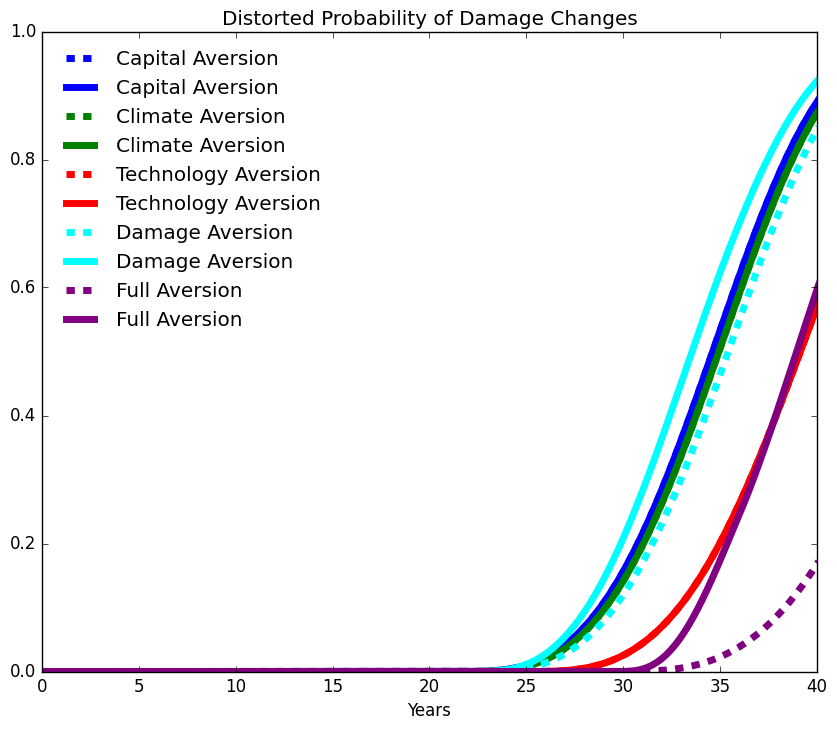 Distorted Probability of Damage Changes
1.0
0.8
0.6
0.4
0.2
0.0
Capital Aversion
Capital Aversion
Climate Aversion
Climate Aversion
Technology Aversion
Technology Aversion
Damage Aversion
Damage Aversion
Full Aversion
Full Aversion
0 5 10 15 20 25 30 35 40
Years